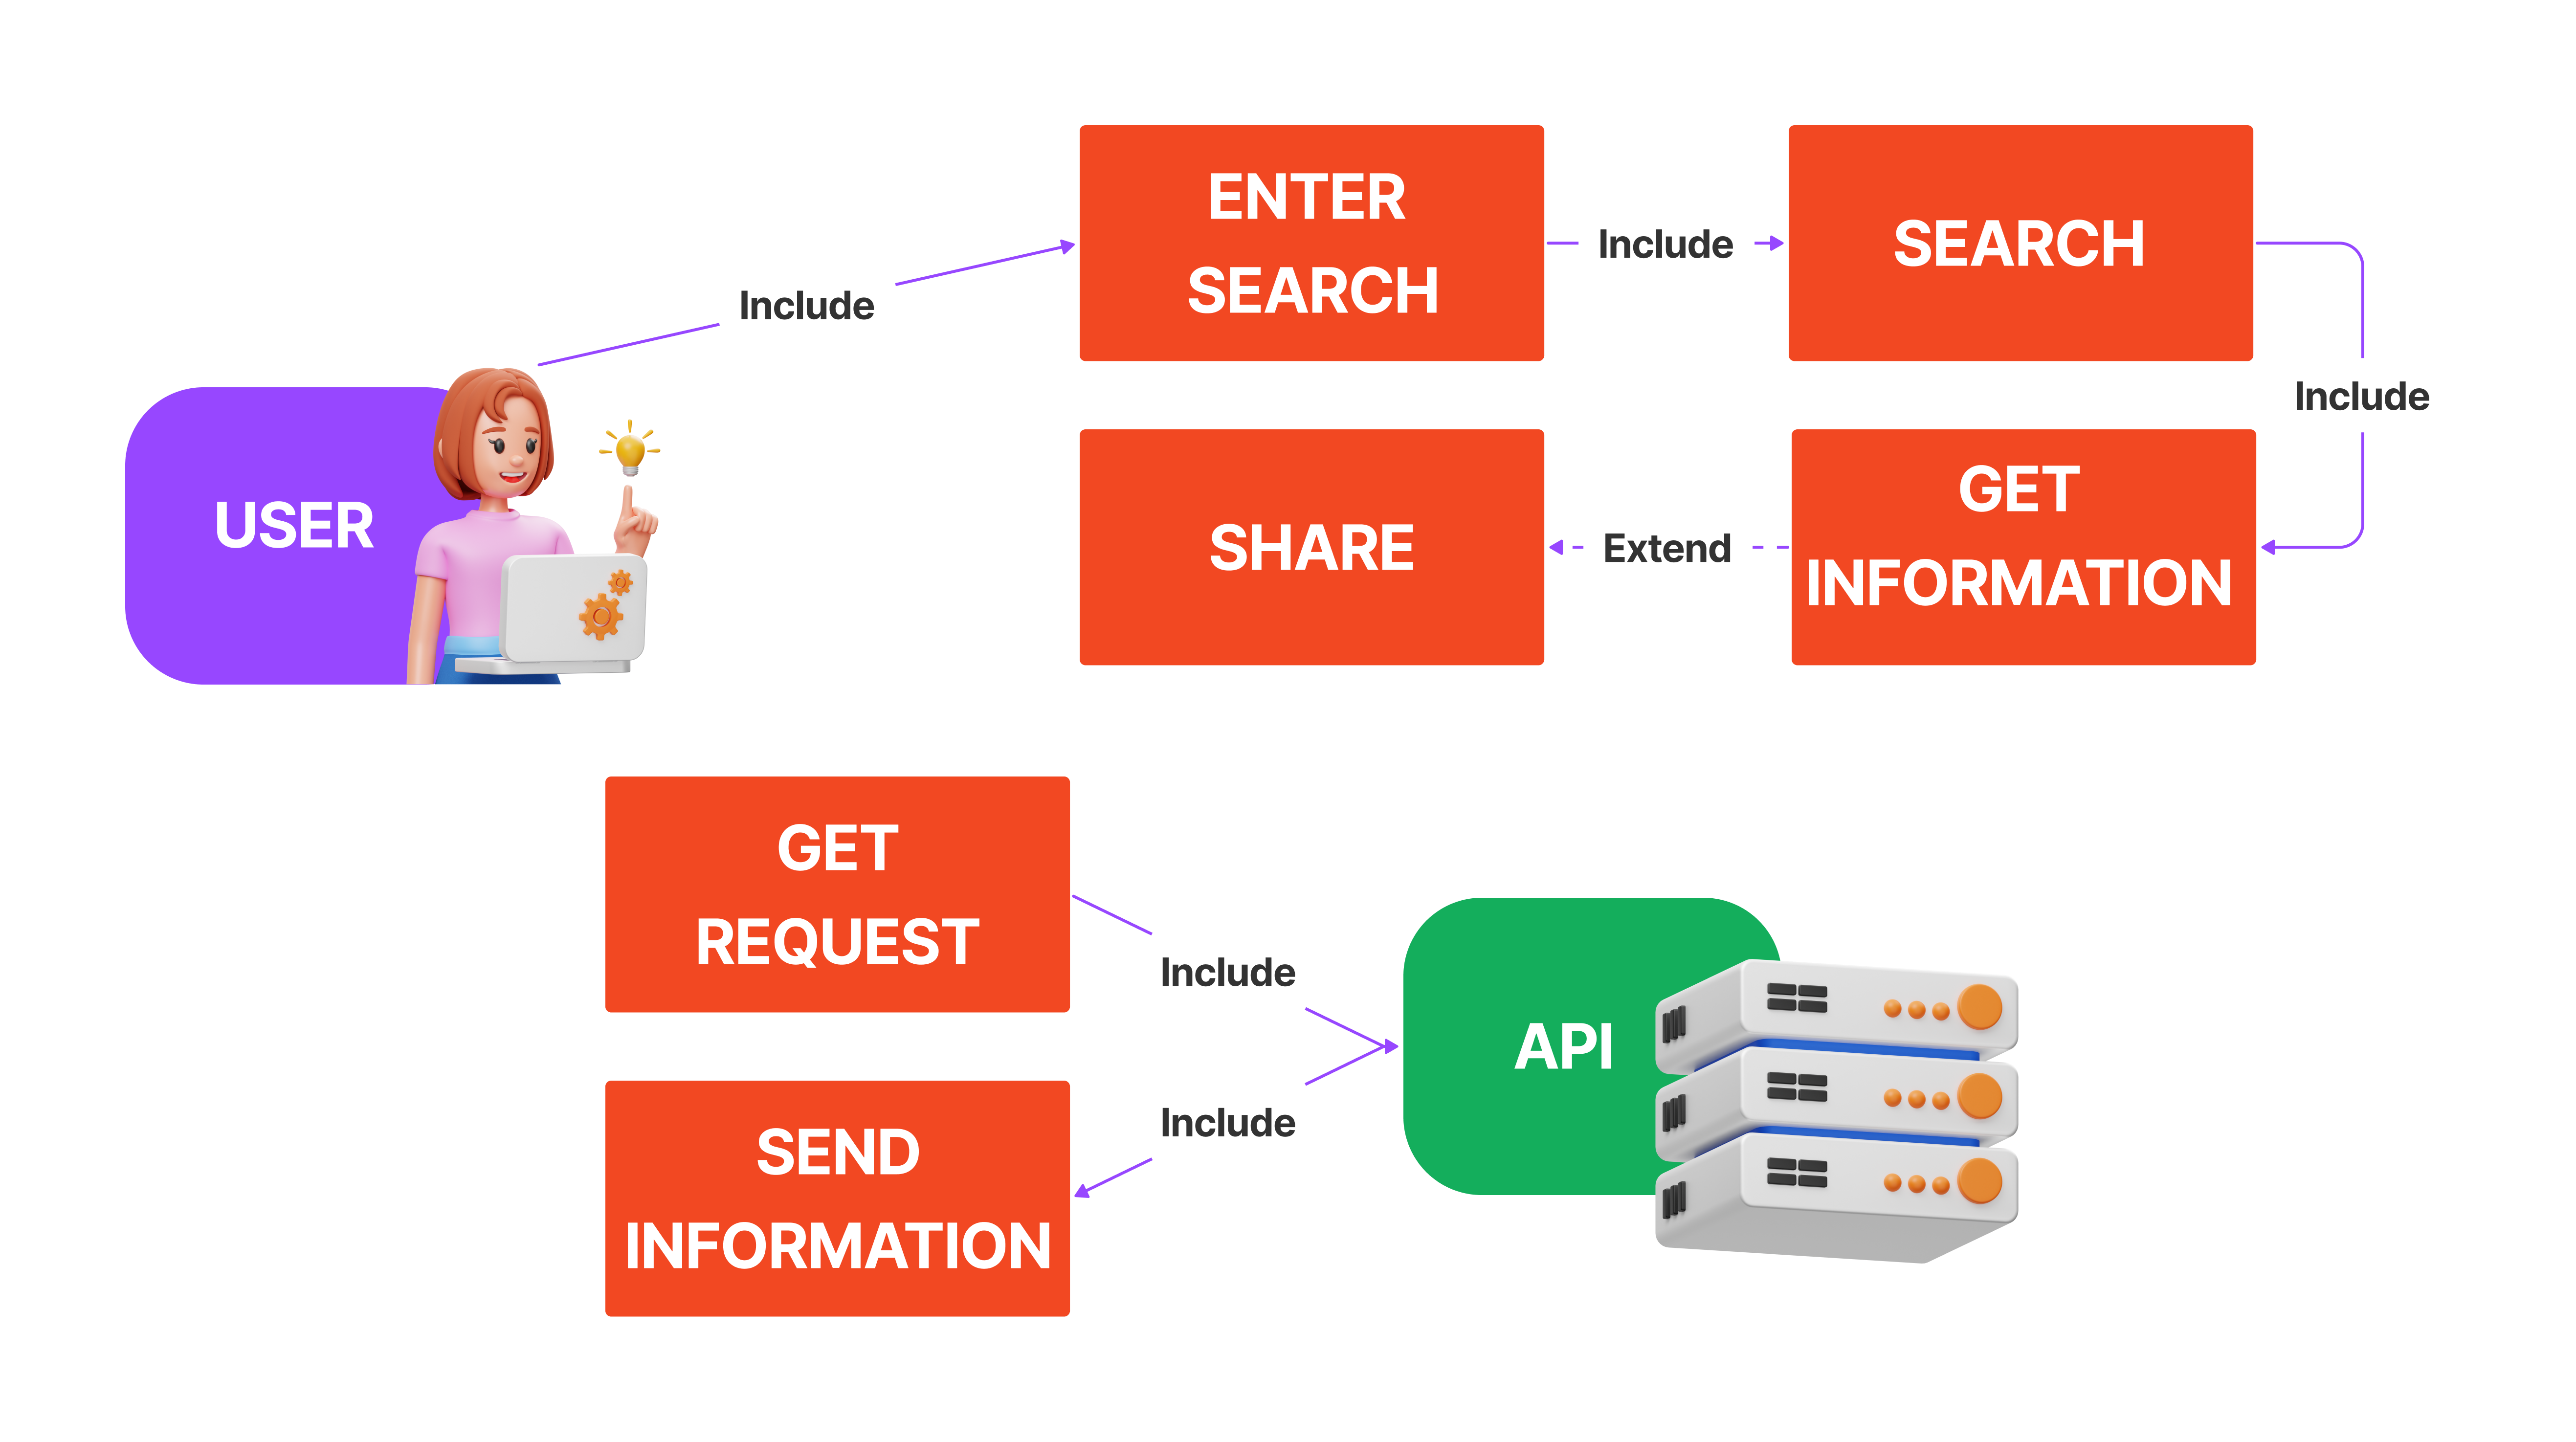 ENTER
SEARCH
Include
SEARCH
Include
Include
USER
SHARE
Extend
GET
INFORMATION
GET
REQUEST
Include
API
Include
SEND
INFORMATION